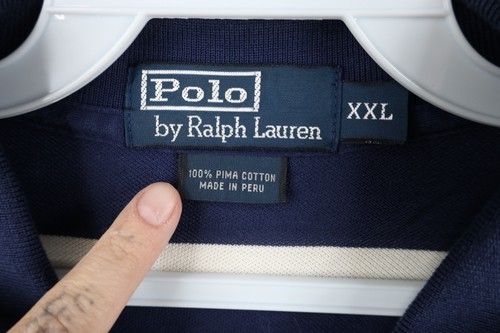 Polo
by Ralph Lauren
XXL
100% PIMA COTTON
MADE IN PERU